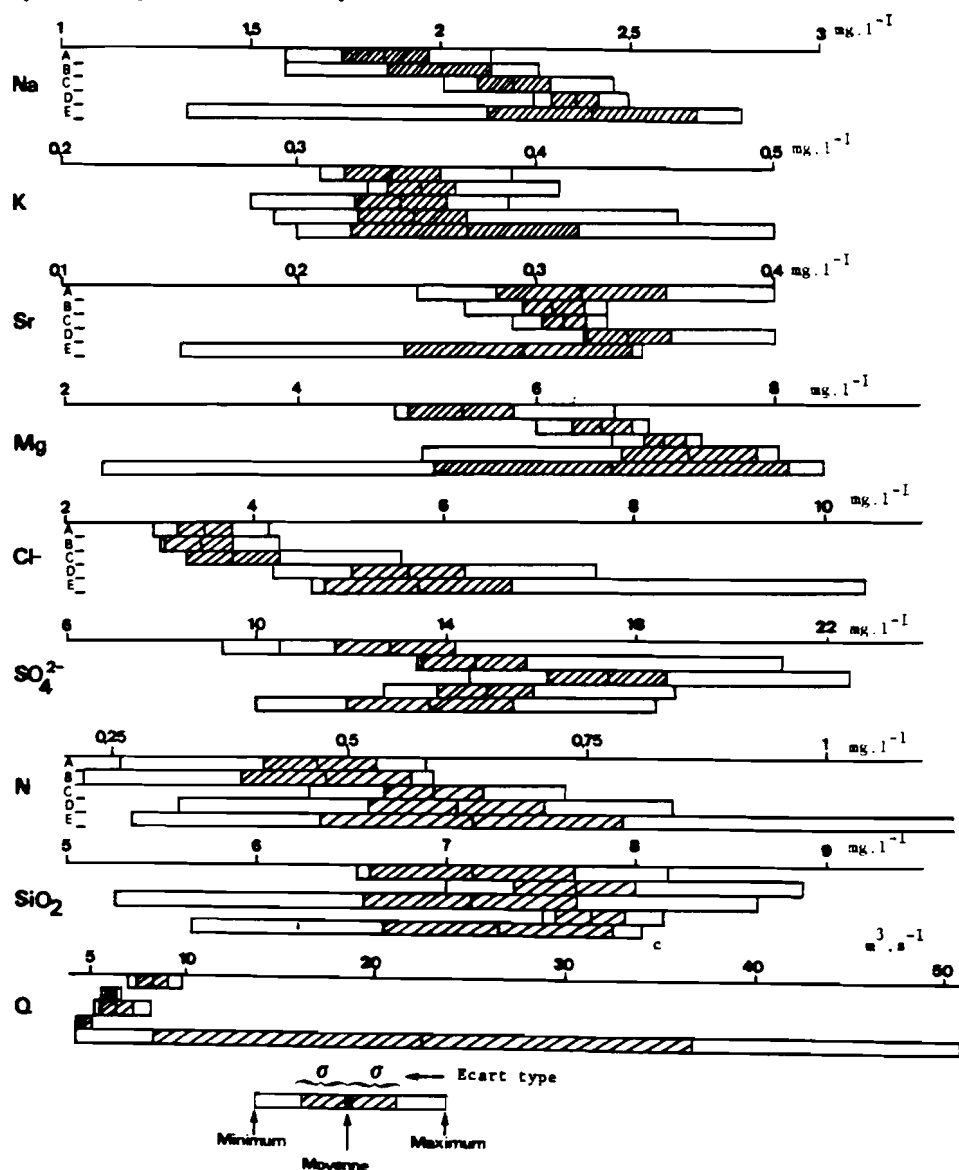 1 1,5 2 2,5 3 mg.l⁻¹
Na
A
B
C
D
E
0,2 0,3 0,4 0,5 mg.l⁻¹
K
0,1 0,2 0,3 0,4 mg.l⁻¹
Sr
A
B
C
D
E
2 4 6 8 mg.l⁻¹
Mg
2 4 6 8 10 mg.l⁻¹
Cl-
A
B
C
D
E
6 10 14 18 22 mg.l⁻¹
SO₄²⁻
0,25 0,5 0,75 1 mg.l⁻¹
N
A
B
C
D
E
5 6 7 8 9 mg.l⁻¹
SiO₂
c
5 10 20 30 40 50 m³.s⁻¹
Q
σ σ Ecart type
Minimum Maximum
Moyenne